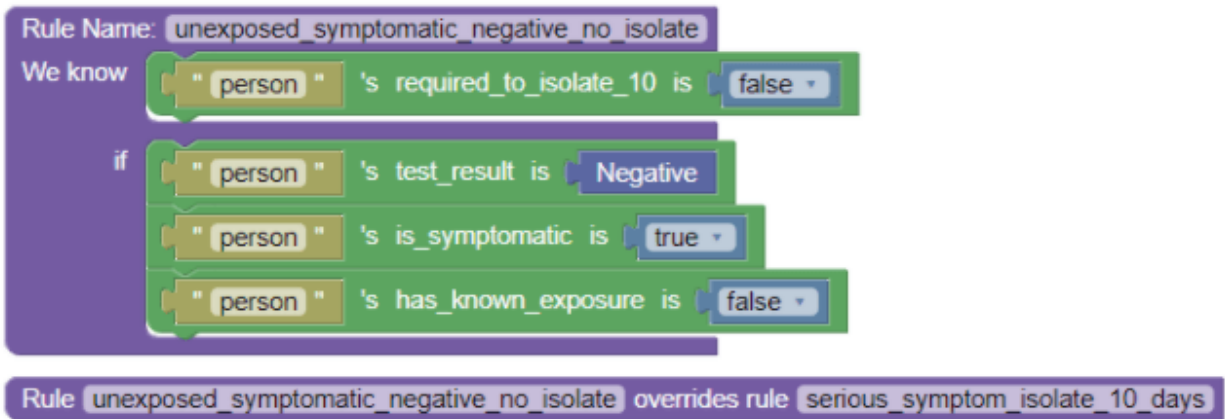 Rule Name: unexposed_symptomatic_negative_no_isolate
We know " person " 's required_to_isolate_10 is false
if " person " 's test_result is Negative
" person " 's is_symptomatic is true
" person " 's has_known_exposure is false
Rule unexposed_symptomatic_negative_no_isolate overrides rule serious_symptom_isolate_10_days